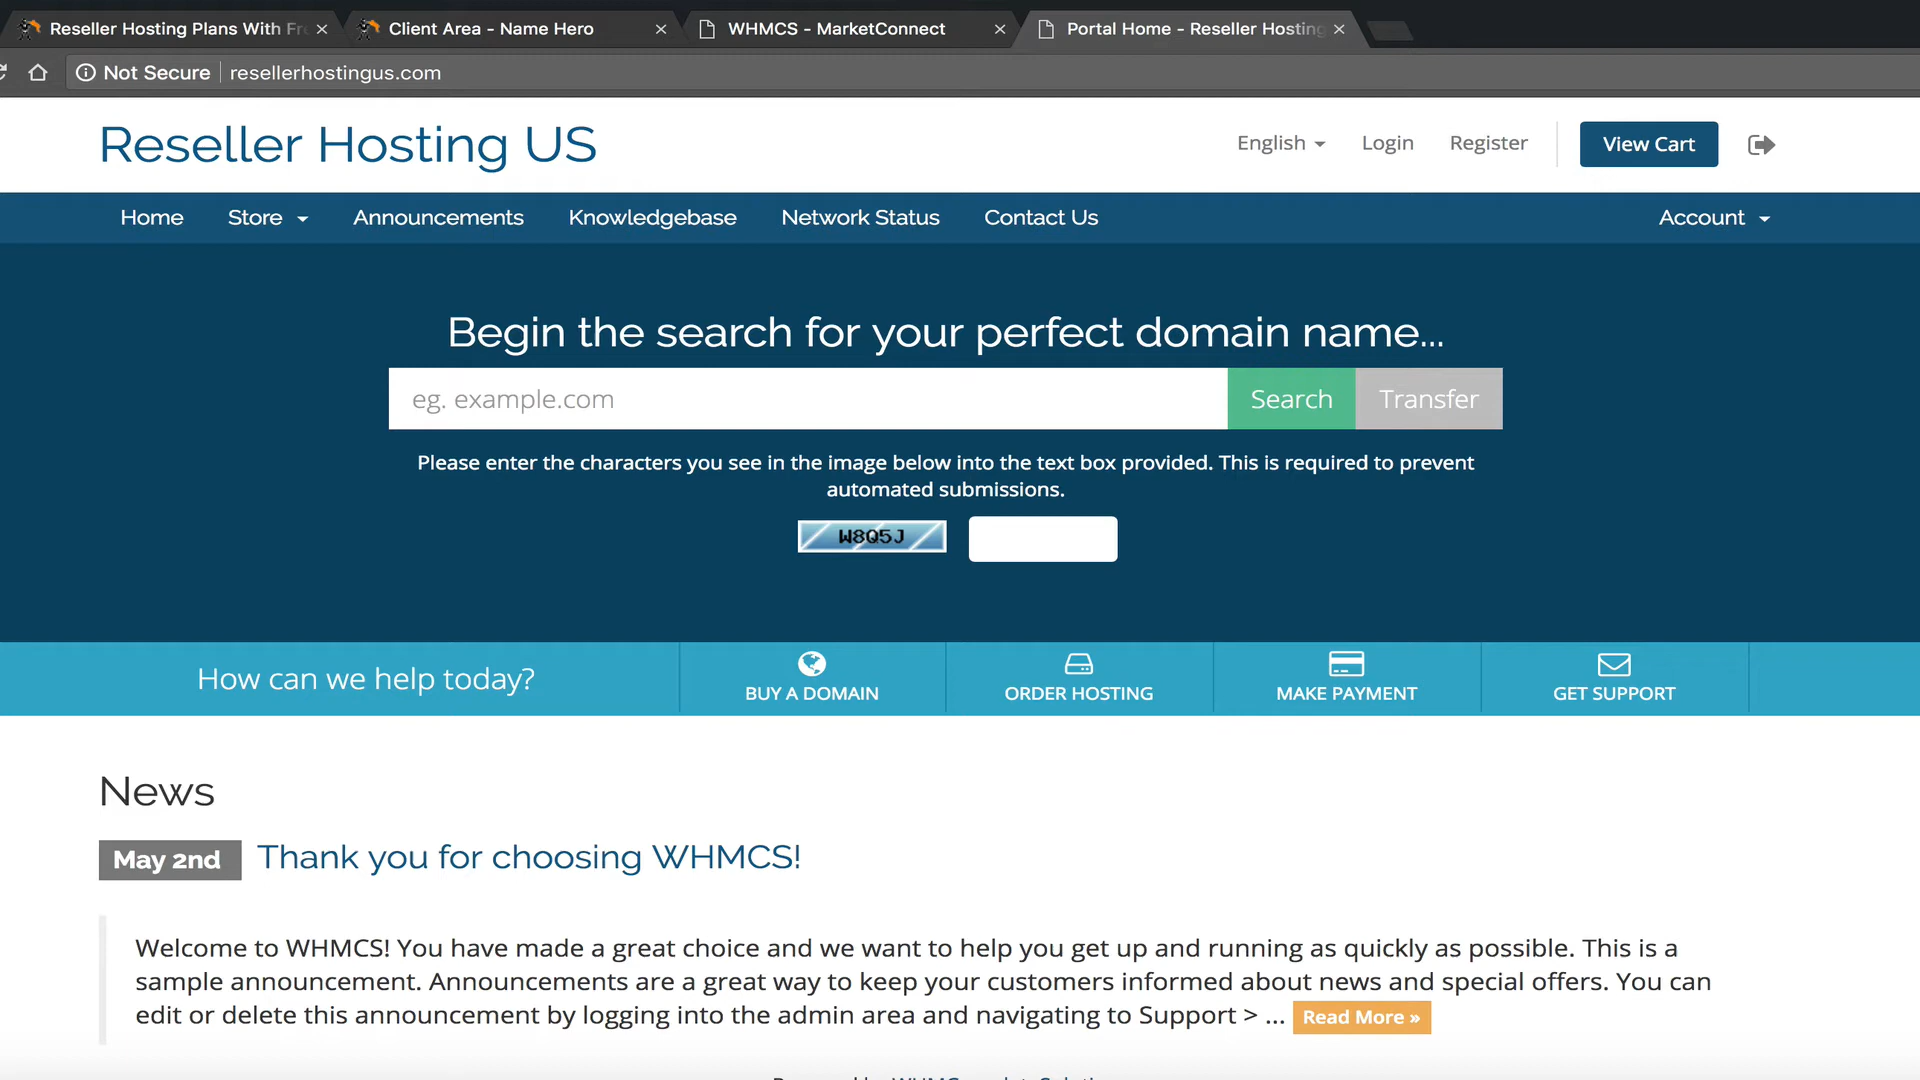 Reseller Hosting Plans With Fr
Client Area - Name Hero
WHMCS - MarketConnect
Portal Home - Reseller Hosting
Not Secure
resellerhostingus.com
Reseller Hosting US
English
Login
Register
View Cart
Home
Store
Announcements
Knowledgebase
Network Status
Contact Us
Account
Begin the search for your perfect domain name...
eg. example.com
Search
Transfer
Please enter the characters you see in the image below into the text box provided. This is required to prevent
automated submissions.
W8Q5J
How can we help today?
BUY A DOMAIN
ORDER HOSTING
MAKE PAYMENT
GET SUPPORT
News
May 2nd
Thank you for choosing WHMCS!
Welcome to WHMCS! You have made a great choice and we want to help you get up and running as quickly as possible. This is a
sample announcement. Announcements are a great way to keep your customers informed about news and special offers. You can
edit or delete this announcement by logging into the admin area and navigating to Support > ...
Read More »